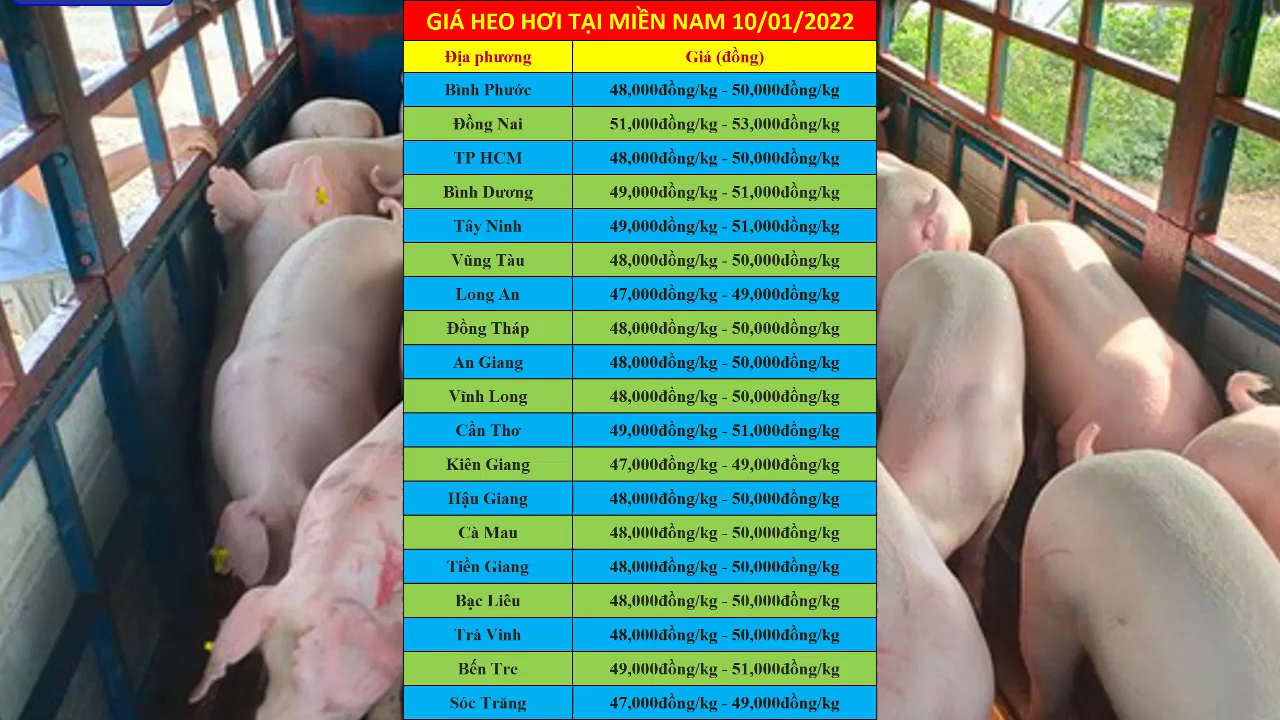 GIÁ HEO HƠI TẠI MIỀN NAM 10/01/2022
Địa phương Giá (đồng)
Bình Phước 48,000đồng/kg - 50,000đồng/kg
Đồng Nai 51,000đồng/kg - 53,000đồng/kg
TP HCM 48,000đồng/kg - 50,000đồng/kg
Bình Dương 49,000đồng/kg - 51,000đồng/kg
Tây Ninh 49,000đồng/kg - 51,000đồng/kg
Vũng Tàu 48,000đồng/kg - 50,000đồng/kg
Long An 47,000đồng/kg - 49,000đồng/kg
Đồng Tháp 48,000đồng/kg - 50,000đồng/kg
An Giang 48,000đồng/kg - 50,000đồng/kg
Vĩnh Long 48,000đồng/kg - 50,000đồng/kg
Cần Thơ 49,000đồng/kg - 51,000đồng/kg
Kiên Giang 47,000đồng/kg - 49,000đồng/kg
Hậu Giang 48,000đồng/kg - 50,000đồng/kg
Cà Mau 48,000đồng/kg - 50,000đồng/kg
Tiền Giang 48,000đồng/kg - 50,000đồng/kg
Bạc Liêu 48,000đồng/kg - 50,000đồng/kg
Trà Vinh 48,000đồng/kg - 50,000đồng/kg
Bến Tre 49,000đồng/kg - 51,000đồng/kg
Sóc Trăng 47,000đồng/kg - 49,000đồng/kg